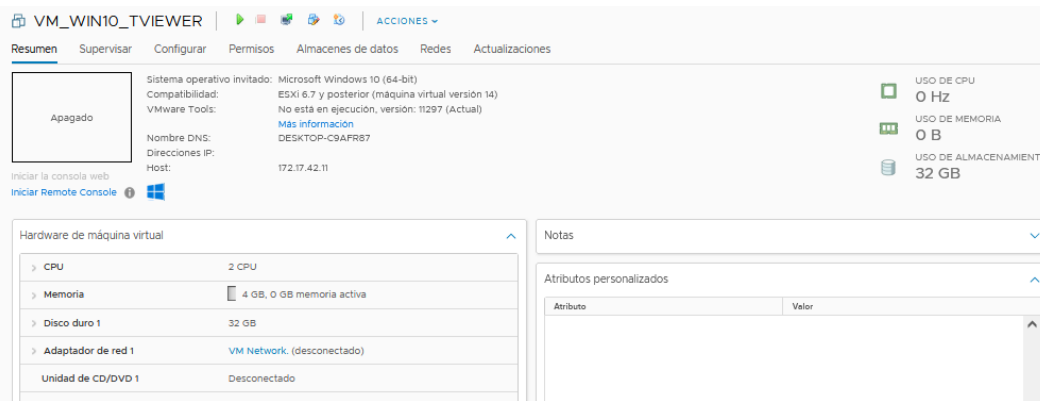 VM_WIN10_TVIEWER ACCIONES
Resumen Supervisar Configurar Permisos Almacenes de datos Redes Actualizaciones
Apagado
Iniciar la consola web
Iniciar Remote Console
Sistema operativo invitado: Microsoft Windows 10 (64-bit)
Compatibilidad: ESXi 6.7 y posterior (máquina virtual versión 14)
VMware Tools: No está en ejecución, versión: 11297 (Actual)
Más información
Nombre DNS: DESKTOP-C9AFR87
Direcciones IP:
Host: 172.17.42.11
USO DE CPU
0 Hz
USO DE MEMORIA
0 B
USO DE ALMACENAMIENT
32 GB
Hardware de máquina virtual
CPU 2 CPU
Memoria 4 GB, 0 GB memoria activa
Disco duro 1 32 GB
Adaptador de red 1 VM Network. (desconectado)
Unidad de CD/DVD 1 Desconectado
Notas
Atributos personalizados
Atributo Valor